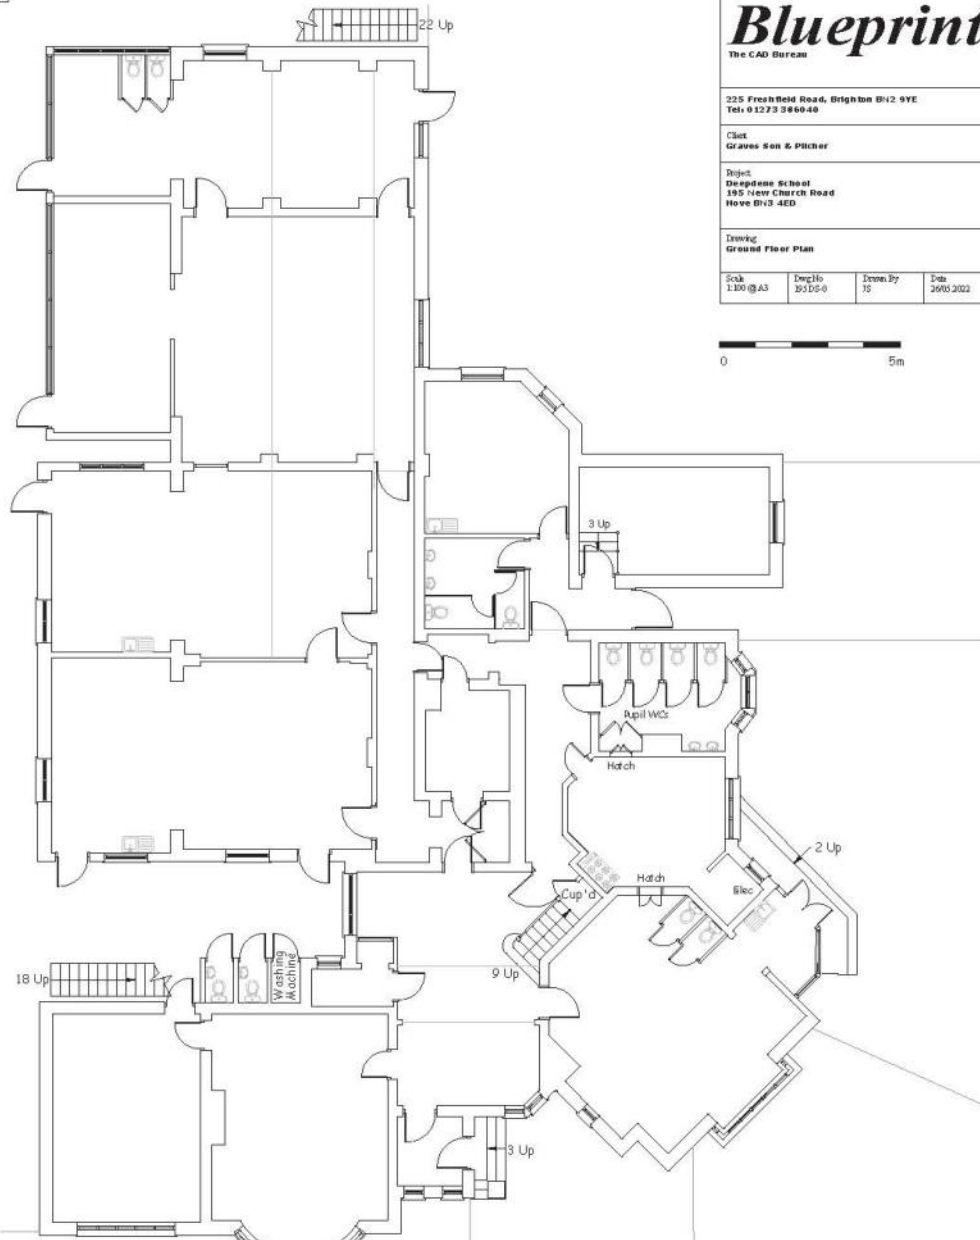 22 Up
Blueprint
The CAD Bureau
225 Freshfield Road, Brighton BN2 9YE
Tel: 01273 386040
Client
Graves Son & Pilcher
Project
Deepdene School
195 New Church Road
Hove BN3 4ED
Drawing
Ground Floor Plan
Scale
1:100 @ A3
Dwg No
195DS-0
Drawn By
JS
Date
26/05.2022
0
5m
3 Up
Pupil WCs
Hatch
2 Up
Hatch
Elec
Cup'd
9 Up
18 Up
Washing
Machine
3 Up